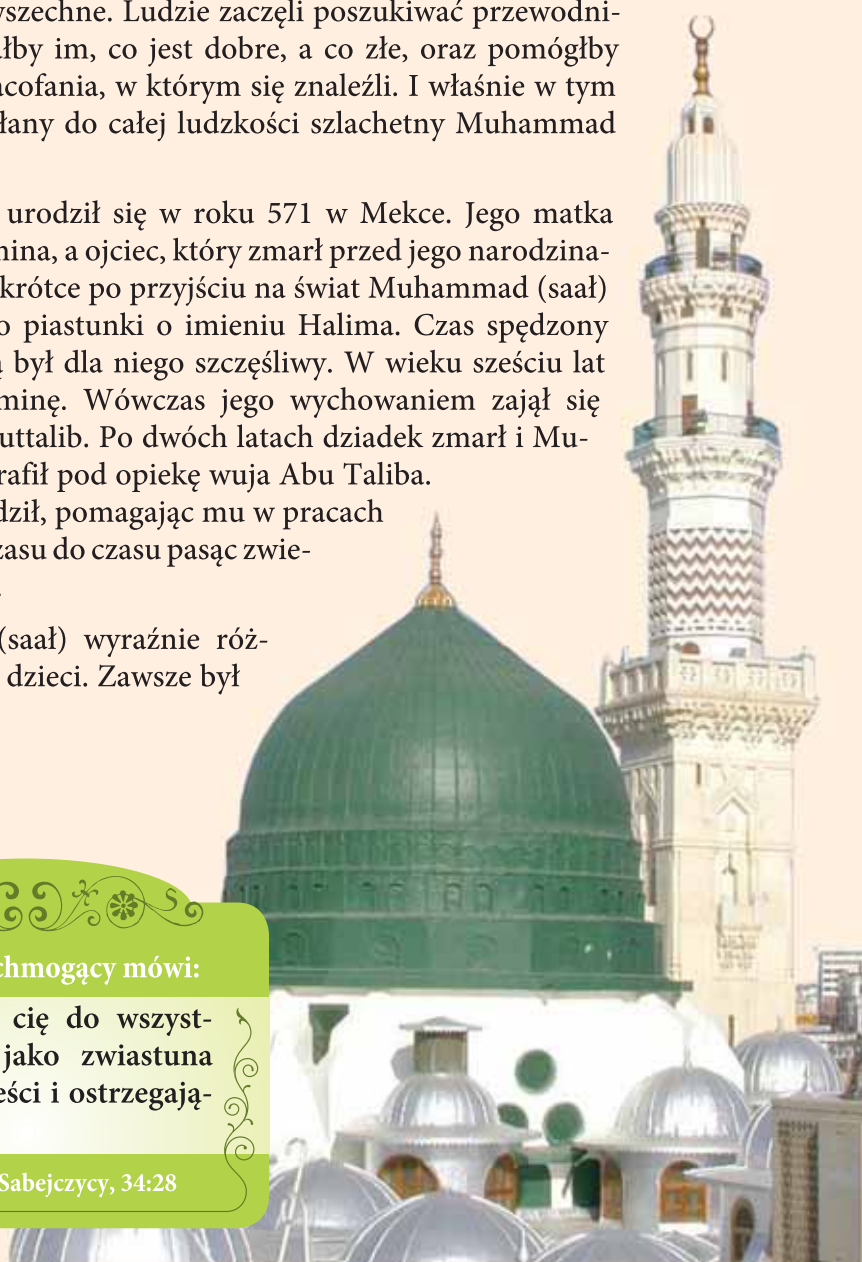 wszechne. Ludzie zaczęli poszukiwać przewodni-
ałby im, co jest dobre, a co złe, oraz pomógłby
acofania, w którym się znaleźli. I właśnie w tym
łany do całej ludzkości szlachetny Muhammad
urodził się w roku 571 w Mekce. Jego matka
nina, a ojciec, który zmarł przed jego narodzina-
krótce po przyjściu na świat Muhammad (saał)
o piastunki o imieniu Halima. Czas spędzony
ą był dla niego szczęśliwy. W wieku sześciu lat
minę. Wówczas jego wychowaniem zajął się
uttalib. Po dwóch latach dziadek zmarł i Mu-
rafił pod opiekę wuja Abu Taliba.
dził, pomagając mu w pracach
zasu do czasu pasąc zwie-
.
(saał) wyraźnie róż-
dzieci. Zawsze był
chmogący mówi:
cię do wszyst-
jako zwiastuna
eści i ostrzegają-
Sabejczycy, 34:28